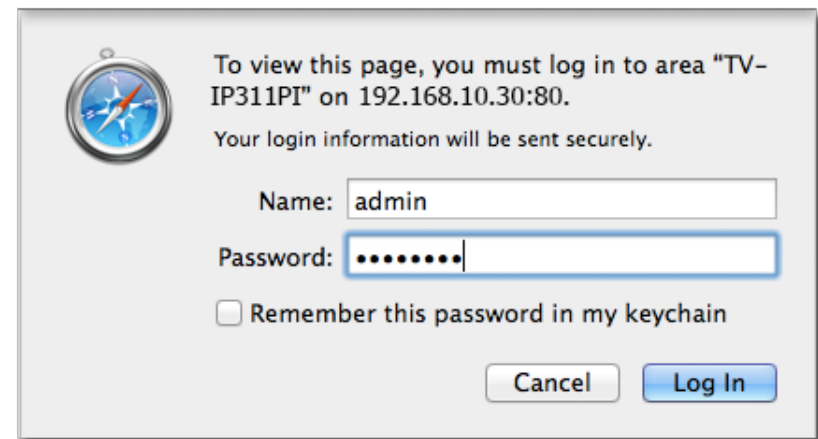 To view this page, you must log in to area “TV-
IP311PI” on 192.168.10.30:80.
Your login information will be sent securely.
Name: admin
Password: ••••••••
Remember this password in my keychain
Cancel Log In